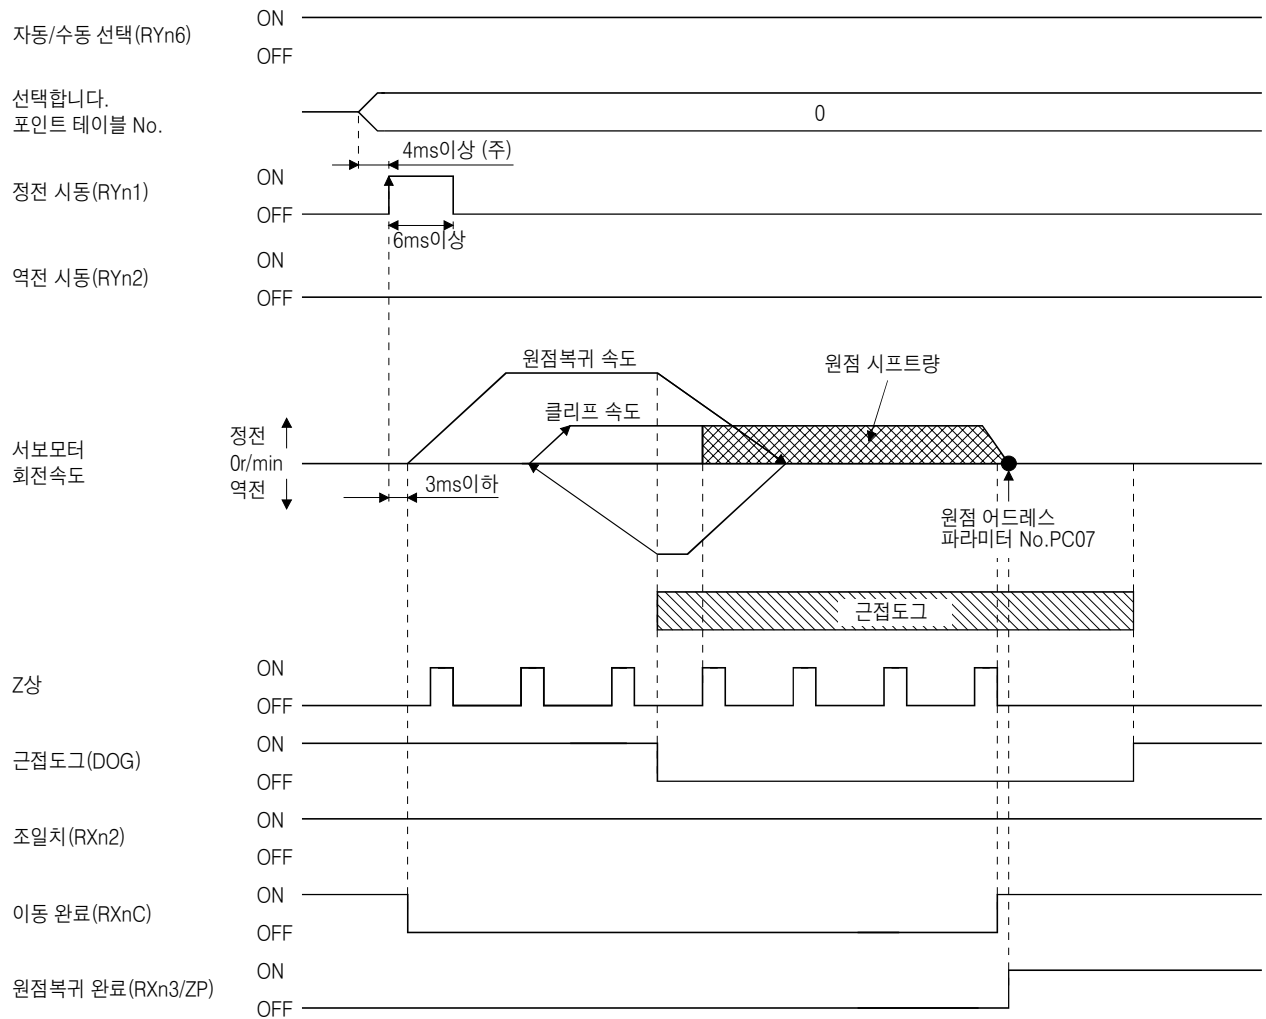 자동/수동 선택(RYn6)
ON
OFF
선택합니다.
포인트 테이블 No.
0
4ms이상 (주)
정전 시동(RYn1)
ON
OFF
6ms이상
역전 시동(RYn2)
ON
OFF
원점복귀 속도
원점 시프트량
클리프 속도
서보모터
회전속도
정전
0r/min
역전
3ms이하
원점 어드레스
파라미터 No.PC07
근접도그
Z상
ON
OFF
근접도그(DOG)
ON
OFF
조일치(RXn2)
ON
OFF
이동 완료(RXnC)
ON
OFF
원점복귀 완료(RXn3/ZP)
ON
OFF